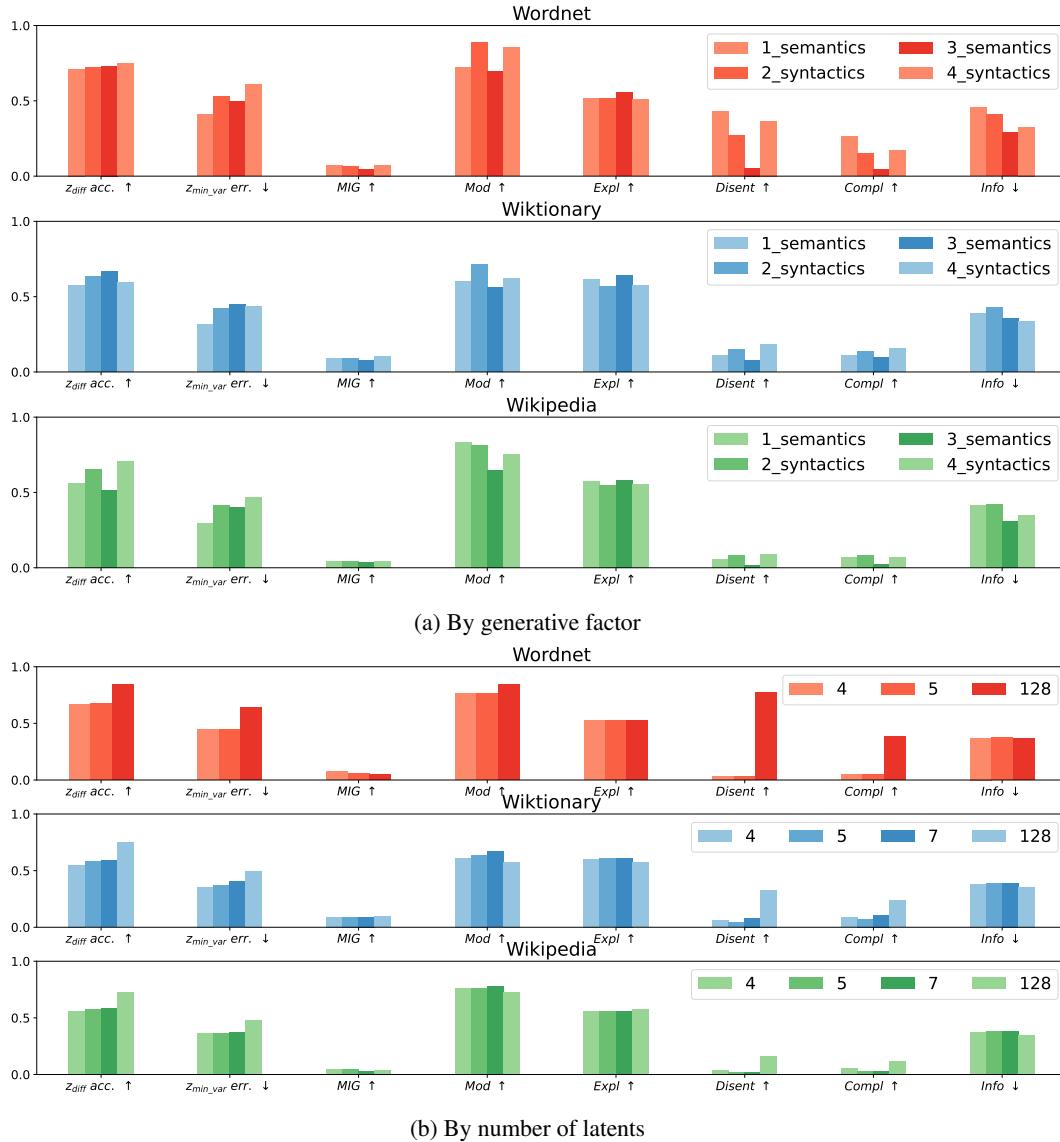 Wordnet
1.0
0.5
0.0
1_semantics 3_semantics
2_syntactics 4_syntactics
z_diff acc. ↑ z_min_var err. ↓ MIG ↑ Mod ↑ Expl ↑ Disent ↑ Compl ↑ Info ↓
Wiktionary
1.0
0.5
0.0
1_semantics 3_semantics
2_syntactics 4_syntactics
z_diff acc. ↑ z_min_var err. ↓ MIG ↑ Mod ↑ Expl ↑ Disent ↑ Compl ↑ Info ↓
Wikipedia
1.0
0.5
0.0
1_semantics 3_semantics
2_syntactics 4_syntactics
z_diff acc. ↑ z_min_var err. ↓ MIG ↑ Mod ↑ Expl ↑ Disent ↑ Compl ↑ Info ↓
(a) By generative factor
Wordnet
1.0
0.5
0.0
4 5 128
z_diff acc. ↑ z_min_var err. ↓ MIG ↑ Mod ↑ Expl ↑ Disent ↑ Compl ↑ Info ↓
Wiktionary
1.0
0.5
0.0
4 5 7 128
z_diff acc. ↑ z_min_var err. ↓ MIG ↑ Mod ↑ Expl ↑ Disent ↑ Compl ↑ Info ↓
Wikipedia
1.0
0.5
0.0
4 5 7 128
z_diff acc. ↑ z_min_var err. ↓ MIG ↑ Mod ↑ Expl ↑ Disent ↑ Compl ↑ Info ↓
(b) By number of latents